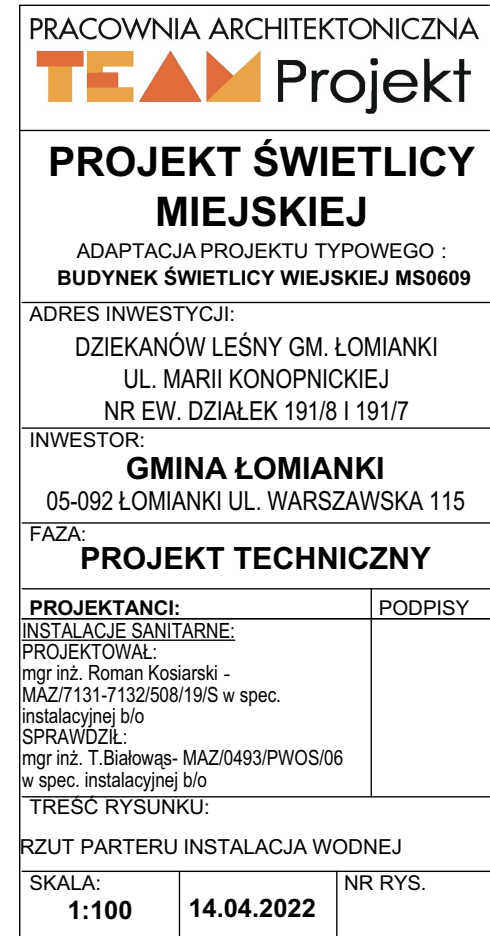 PRACOWNIA ARCHITEKTONICZNA
TEAM Projekt
PROJEKT ŚWIETLICY
MIEJSKIEJ
ADAPTACJA PROJEKTU TYPOWEGO :
BUDYNEK ŚWIETLICY WIEJSKIEJ MS0609
ADRES INWESTYCJI:
DZIEKANÓW LEŚNY GM. ŁOMIANKI
UL. MARII KONOPNICKIEJ
NR EW. DZIAŁEK 191/8 I 191/7
INWESTOR:
GMINA ŁOMIANKI
05-092 ŁOMIANKI UL. WARSZAWSKA 115
FAZA:
PROJEKT TECHNICZNY
PROJEKTANCI: PODPISY
INSTALACJE SANITARNE:
PROJEKTOWAŁ:
mgr inż. Roman Kosiarski -
MAZ/7131-7132/508/19/S w spec.
instalacyjnej b/o
SPRAWDZIŁ:
mgr inż. T.Białowąs- MAZ/0493/PWOS/06
w spec. instalacyjnej b/o
TREŚĆ RYSUNKU:
RZUT PARTERU INSTALACJA WODNEJ
SKALA: NR RYS.
1:100 14.04.2022